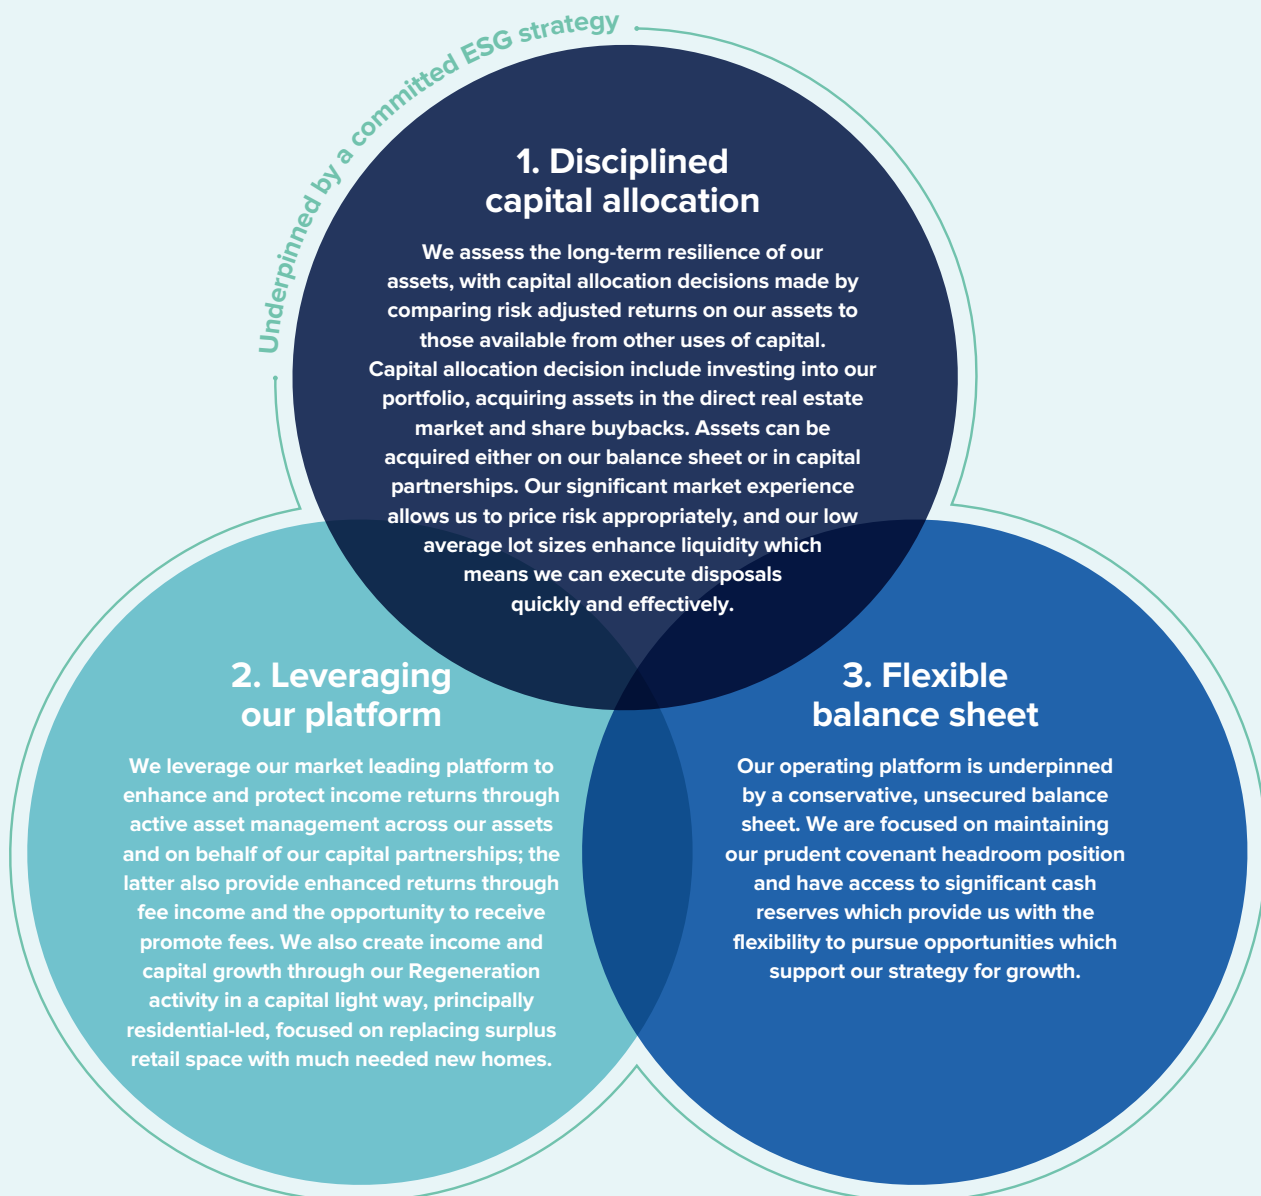 Underpinned by a committed ESG strategy
1. Disciplined
capital allocation
We assess the long-term resilience of our
assets, with capital allocation decisions made by
comparing risk adjusted returns on our assets to
those available from other uses of capital.
Capital allocation decision include investing into our
portfolio, acquiring assets in the direct real estate
market and share buybacks. Assets can be
acquired either on our balance sheet or in capital
partnerships. Our significant market experience
allows us to price risk appropriately, and our low
average lot sizes enhance liquidity which
means we can execute disposals
quickly and effectively.
2. Leveraging
our platform
We leverage our market leading platform to
enhance and protect income returns through
active asset management across our assets
and on behalf of our capital partnerships; the
latter also provide enhanced returns through
fee income and the opportunity to receive
promote fees. We also create income and
capital growth through our Regeneration
activity in a capital light way, principally
residential-led, focused on replacing surplus
retail space with much needed new homes.
3. Flexible
balance sheet
Our operating platform is underpinned
by a conservative, unsecured balance
sheet. We are focused on maintaining
our prudent covenant headroom position
and have access to significant cash
reserves which provide us with the
flexibility to pursue opportunities which
support our strategy for growth.